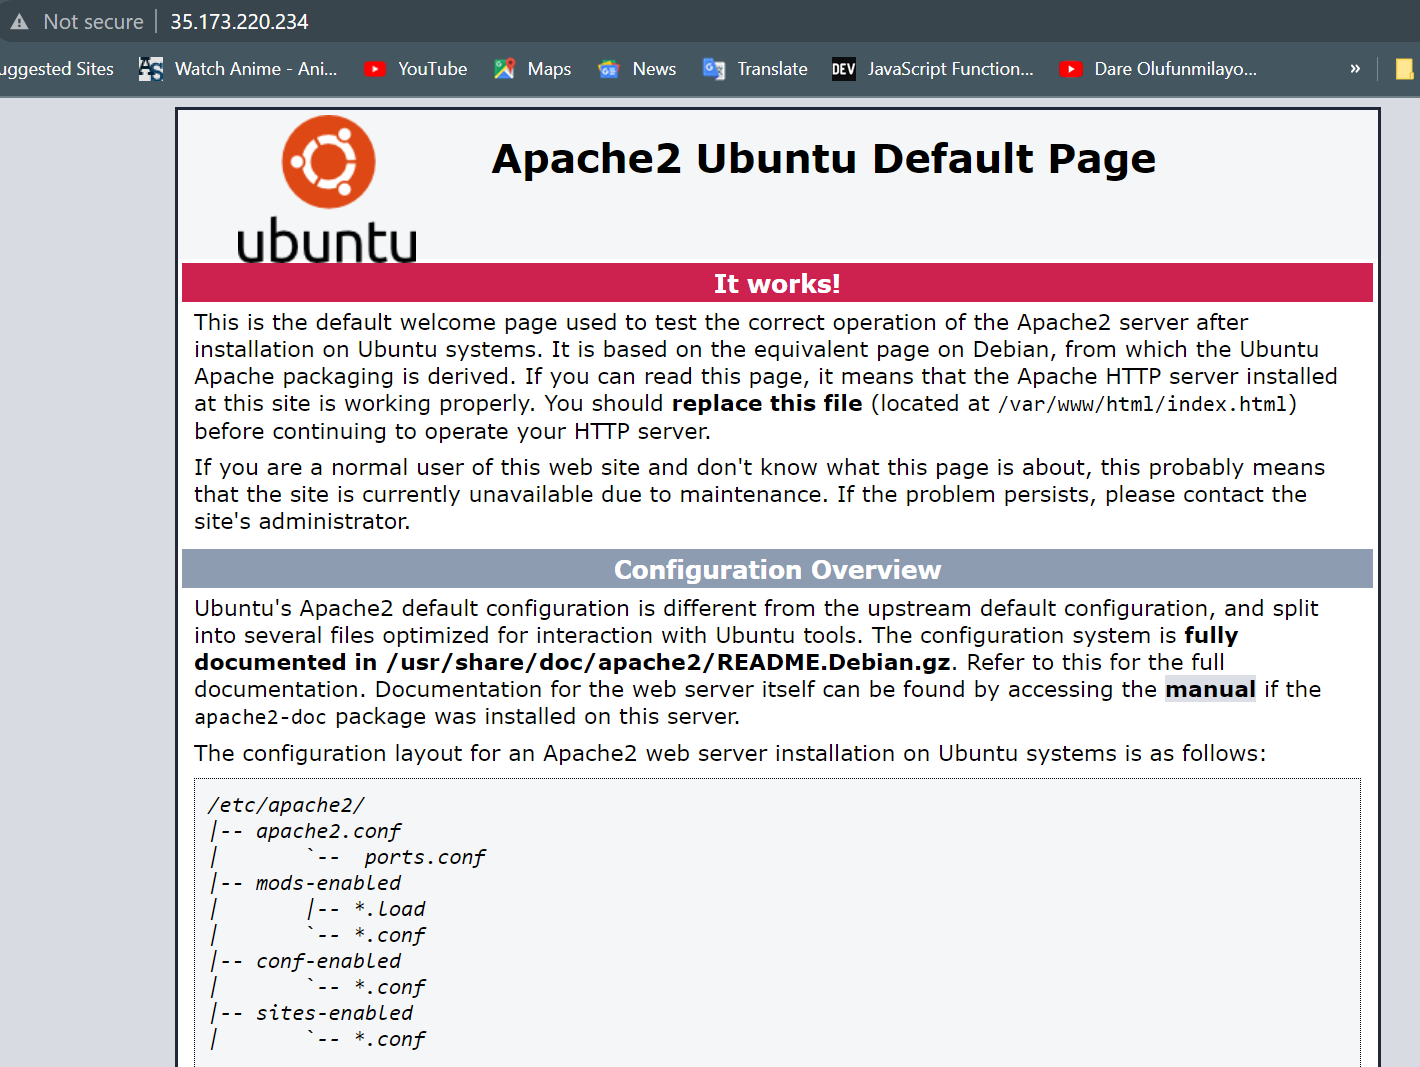 Not secure 35.173.220.234
uggested Sites Watch Anime - Ani... YouTube Maps News Translate DEV JavaScript Function... Dare Olufunmilayo... »
Apache2 Ubuntu Default Page
ubuntu
It works!
This is the default welcome page used to test the correct operation of the Apache2 server after
installation on Ubuntu systems. It is based on the equivalent page on Debian, from which the Ubuntu
Apache packaging is derived. If you can read this page, it means that the Apache HTTP server installed
at this site is working properly. You should replace this file (located at /var/www/html/index.html)
before continuing to operate your HTTP server.
If you are a normal user of this web site and don't know what this page is about, this probably means
that the site is currently unavailable due to maintenance. If the problem persists, please contact the
site's administrator.
Configuration Overview
Ubuntu's Apache2 default configuration is different from the upstream default configuration, and split
into several files optimized for interaction with Ubuntu tools. The configuration system is fully
documented in /usr/share/doc/apache2/README.Debian.gz. Refer to this for the full
documentation. Documentation for the web server itself can be found by accessing the manual if the
apache2-doc package was installed on this server.
The configuration layout for an Apache2 web server installation on Ubuntu systems is as follows:
/etc/apache2/
|-- apache2.conf
|       `--  ports.conf
|-- mods-enabled
|       |-- *.load
|       `-- *.conf
|-- conf-enabled
|       `-- *.conf
|-- sites-enabled
|       `-- *.conf